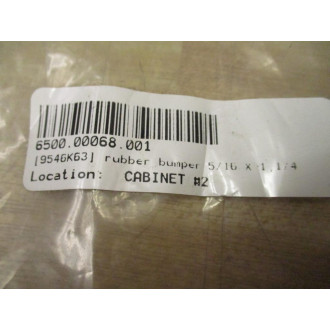 6500.00068.001
[9546K63] rubber bumper 5/16 X 1,1/4
Location: CABINET #2